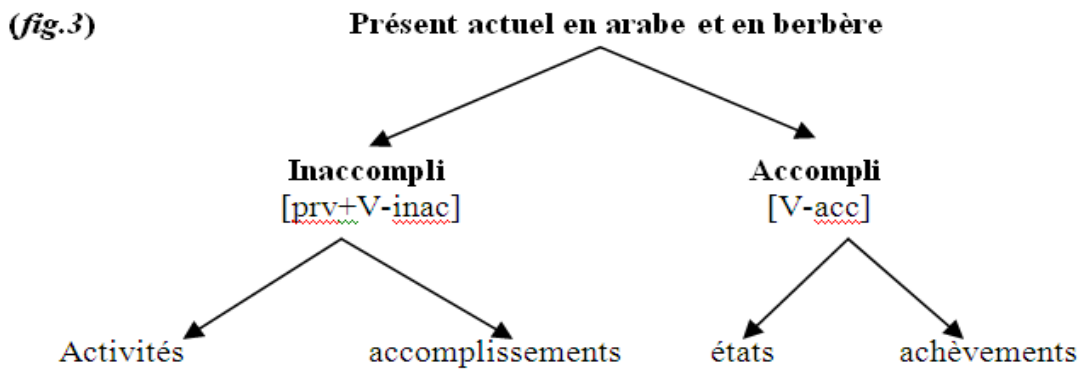 (fig.3) Présent actuel en arabe et en berbère
Inaccompli Accompli
[prv+V-inac] [V-acc]
Activités accomplissements états achèvements